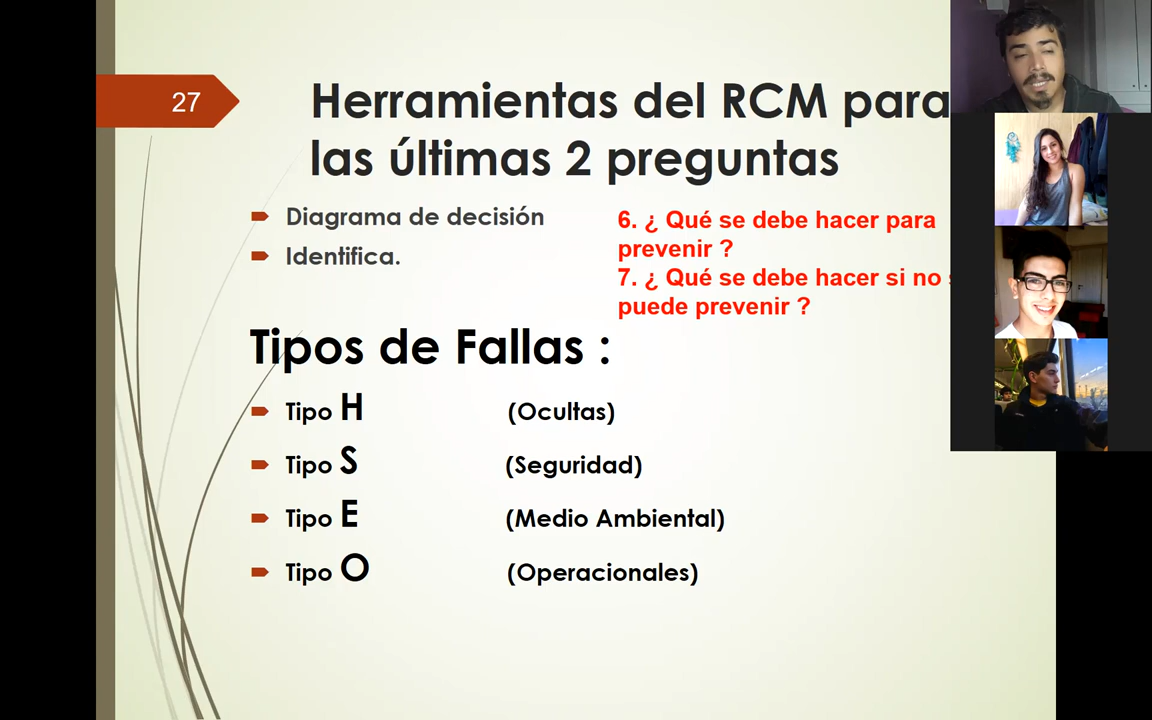 27
Herramientas del RCM para
las últimas 2 preguntas
Diagrama de decisión
Identifica.
6. ¿ Qué se debe hacer para
prevenir ?
7. ¿ Qué se debe hacer si no
puede prevenir ?
Tipos de Fallas :
Tipo H (Ocultas)
Tipo S (Seguridad)
Tipo E (Medio Ambiental)
Tipo O (Operacionales)